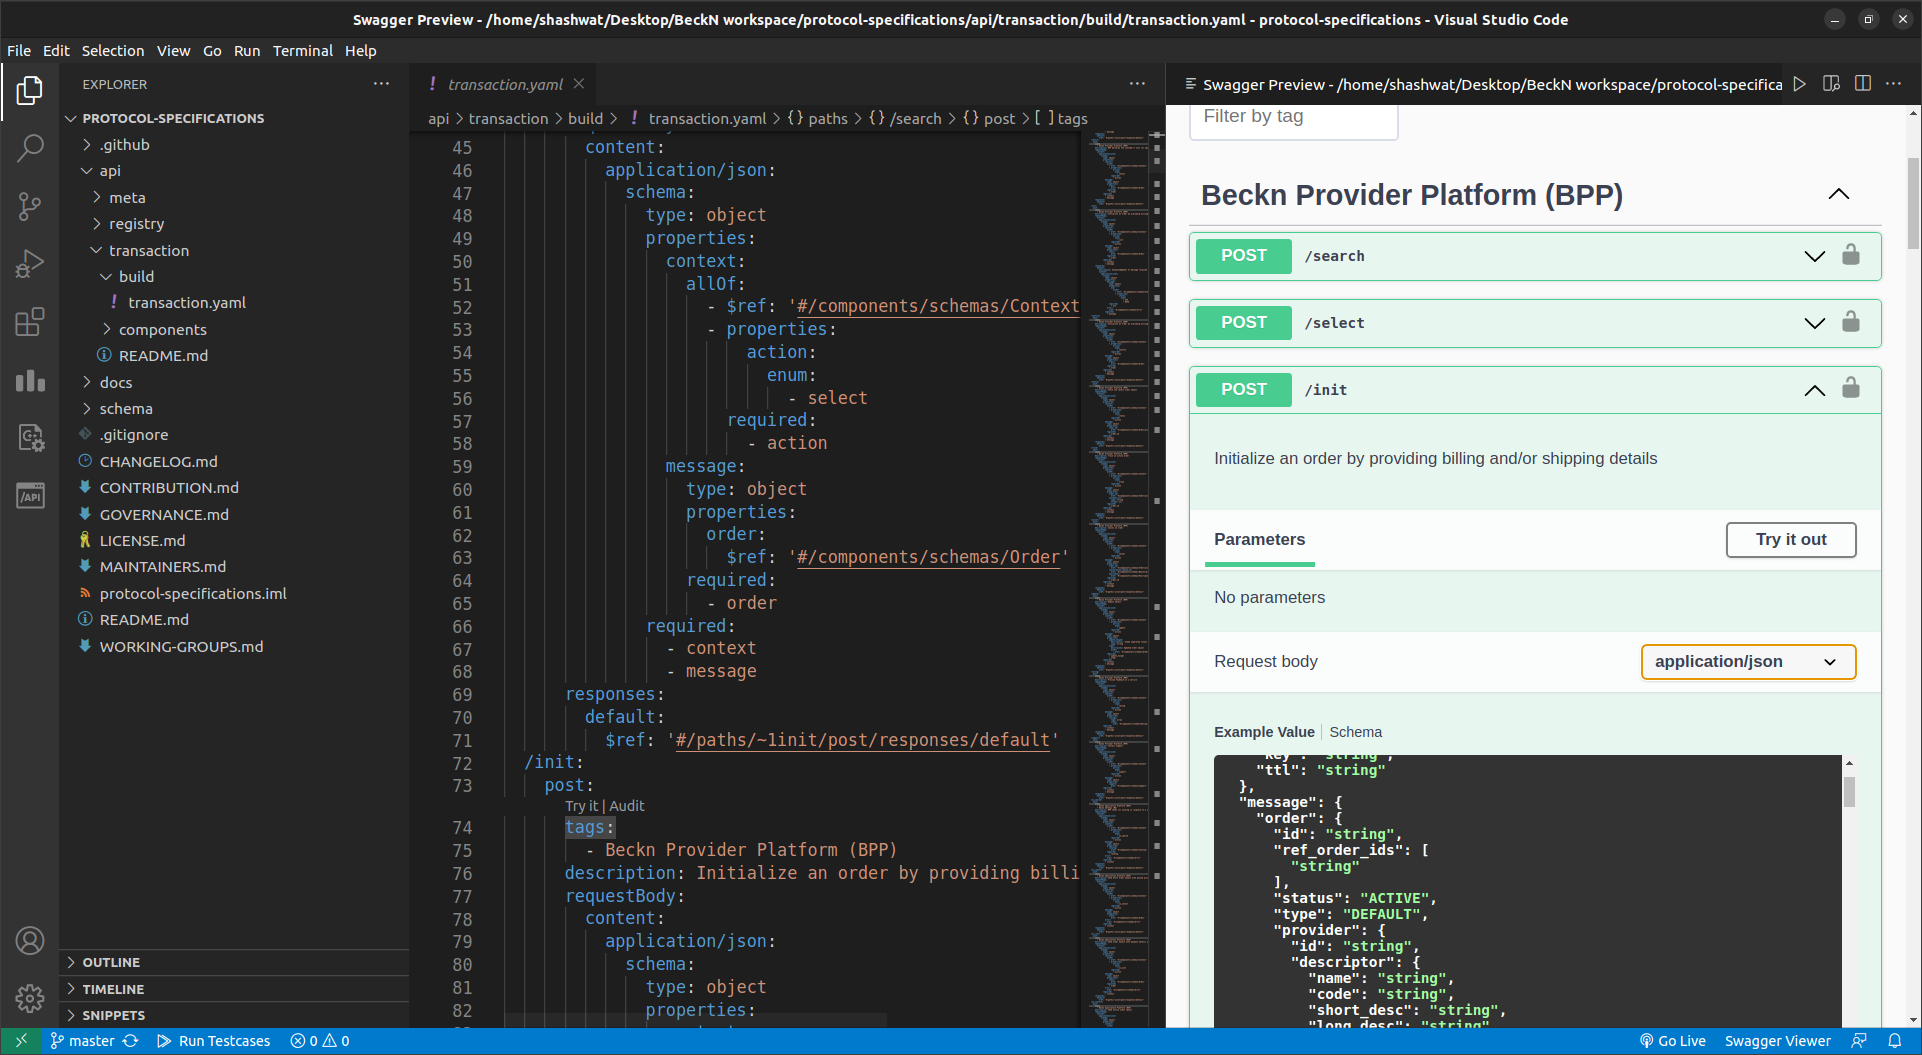 Swagger Preview - /home/shashwat/Desktop/BeckN workspace/protocol-specifications/api/transaction/build/transaction.yaml - protocol-specifications - Visual Studio Code
File Edit Selection View Go Run Terminal Help
EXPLORER
PROTOCOL-SPECIFICATIONS
.github
api
meta
registry
transaction
build
! transaction.yaml
components
README.md
docs
schema
.gitignore
CHANGELOG.md
CONTRIBUTION.md
GOVERNANCE.md
LICENSE.md
MAINTAINERS.md
protocol-specifications.iml
README.md
WORKING-GROUPS.md
OUTLINE
TIMELINE
SNIPPETS
! transaction.yaml
api > transaction > build > ! transaction.yaml > {} paths > {} /search > {} post > [ ] tags
45 content:
46 application/json:
47 schema:
48 type: object
49 properties:
50 context:
51 allOf:
52 - $ref: '#/components/schemas/Context
53 - properties:
54 action:
55 enum:
56 - select
57 required:
58 - action
59 message:
60 type: object
61 properties:
62 order:
63 $ref: '#/components/schemas/Order'
64 required:
65 - order
66 required:
67 - context
68 - message
69 responses:
70 default:
71 $ref: '#/paths/~1init/post/responses/default'
72 /init:
73 post:
Try it | Audit
74 tags:
75 - Beckn Provider Platform (BPP)
76 description: Initialize an order by providing billi
77 requestBody:
78 content:
79 application/json:
80 schema:
81 type: object
82 properties:
Swagger Preview - /home/shashwat/Desktop/BeckN workspace/protocol-specifica
Filter by tag
Beckn Provider Platform (BPP)
POST /search
POST /select
POST /init
Initialize an order by providing billing and/or shipping details
Parameters
Try it out
No parameters
Request body
application/json
Example Value | Schema
"key": "string",
"ttl": "string"
},
"message": {
"order": {
"id": "string",
"ref_order_ids": [
"string"
],
"status": "ACTIVE",
"type": "DEFAULT",
"provider": {
"id": "string",
"descriptor": {
"name": "string",
"code": "string",
"short_desc": "string",
"long_desc": "string"
master Run Testcases 0 0 Go Live Swagger Viewer